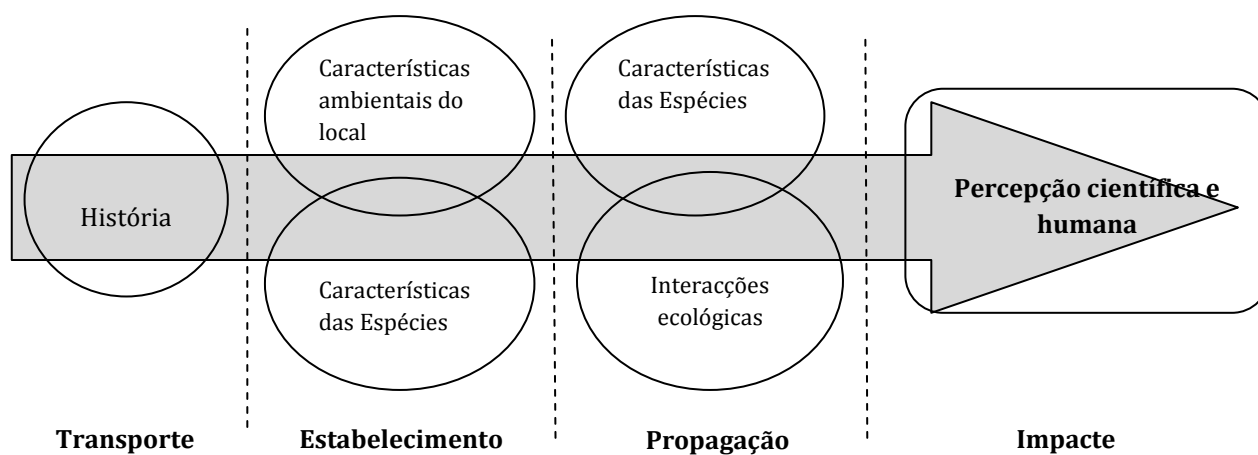 História
Características
ambientais do
local
Características
das Espécies
Características
das Espécies
Interacções
ecológicas
Percepção científica e
humana
Transporte
Estabelecimento
Propagação
Impacte